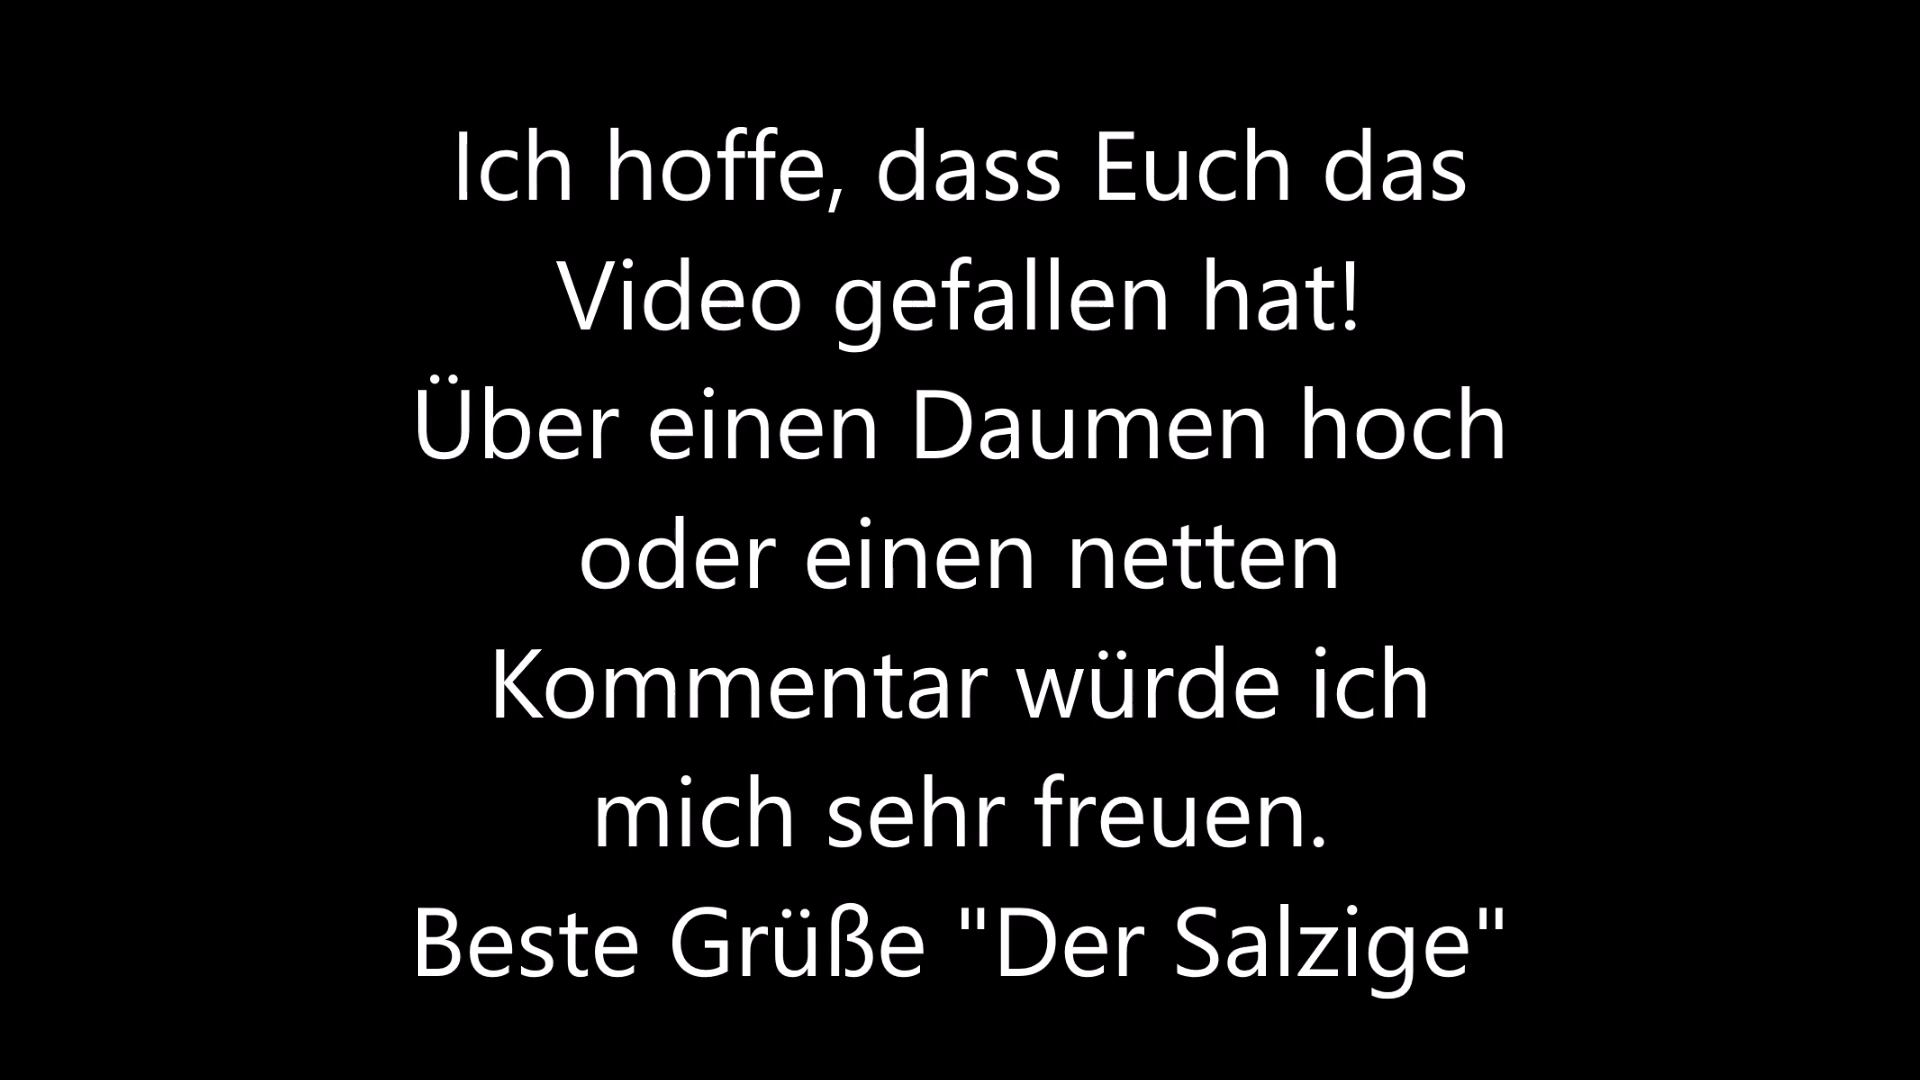 Ich hoffe, dass Euch das
Video gefallen hat!
Über einen Daumen hoch
oder einen netten
Kommentar würde ich
mich sehr freuen.
Beste Grüße "Der Salzige"